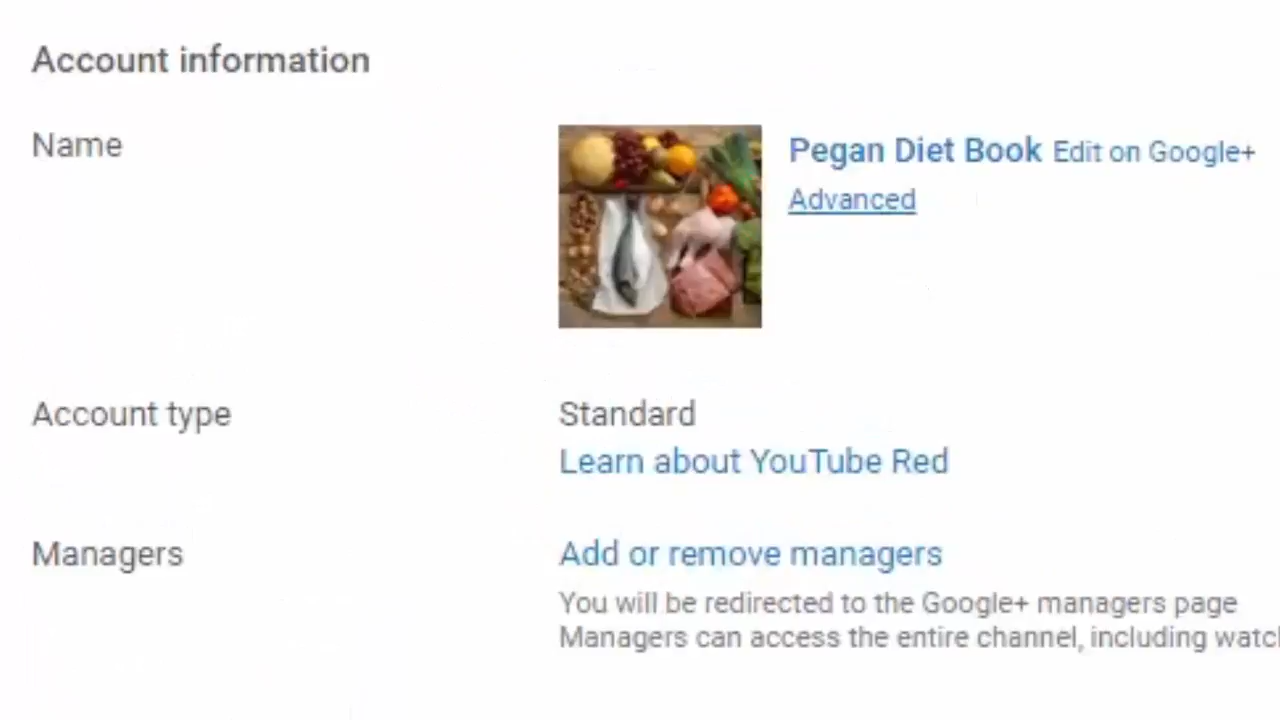 Account information
Name
Pegan Diet Book Edit on Google+
Advanced
Account type
Standard
Learn about YouTube Red
Managers
Add or remove managers
You will be redirected to the Google+ managers page
Managers can access the entire channel, including watc